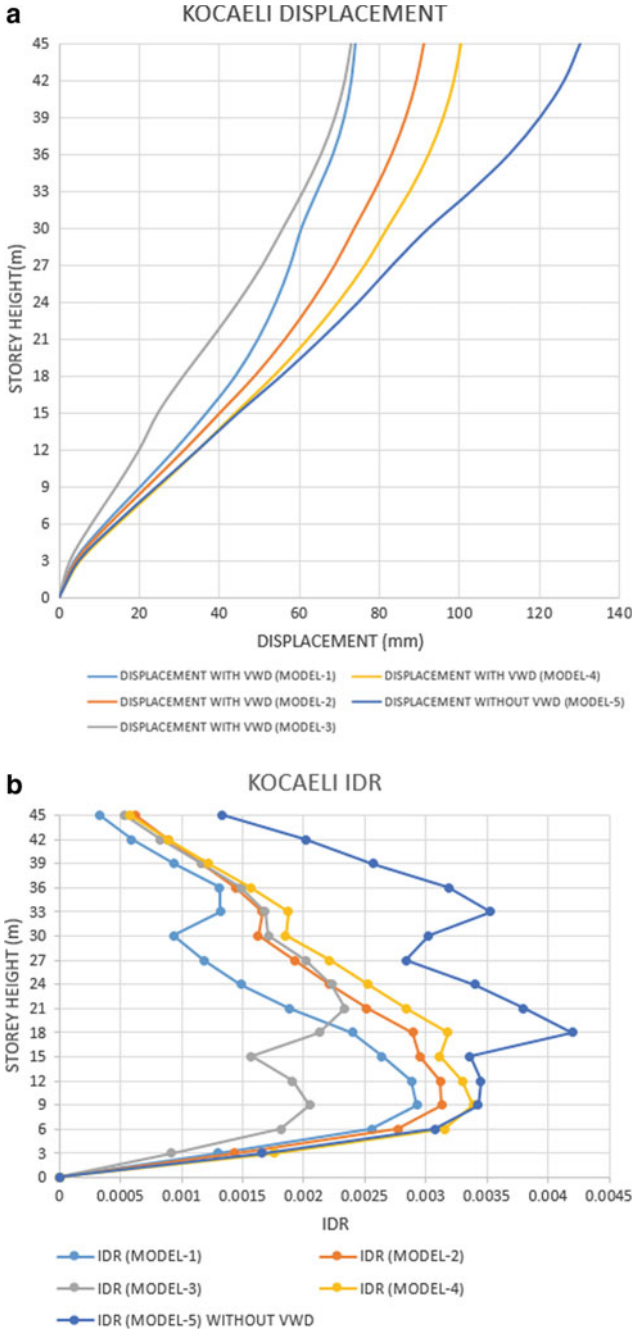 a
KOCAELI DISPLACEMENT
STOREY HEIGHT(m)
45
42
39
36
33
30
27
24
21
18
15
12
9
6
3
0
0 20 40 60 80 100 120 140
DISPLACEMENT (mm)
DISPLACEMENT WITH VWD (MODEL-1) DISPLACEMENT WITH VWD (MODEL-4)
DISPLACEMENT WITH VWD (MODEL-2) DISPLACEMENT WITHOUT VWD (MODEL-5)
DISPLACEMENT WITH VWD (MODEL-3)
b
KOCAELI IDR
STOREY HEIGHT (m)
45
42
39
36
33
30
27
24
21
18
15
12
9
6
3
0
0 0.0005 0.001 0.0015 0.002 0.0025 0.003 0.0035 0.004 0.0045
IDR
IDR (MODEL-1) IDR (MODEL-2)
IDR (MODEL-3) IDR (MODEL-4)
IDR (MODEL-5) WITHOUT VWD